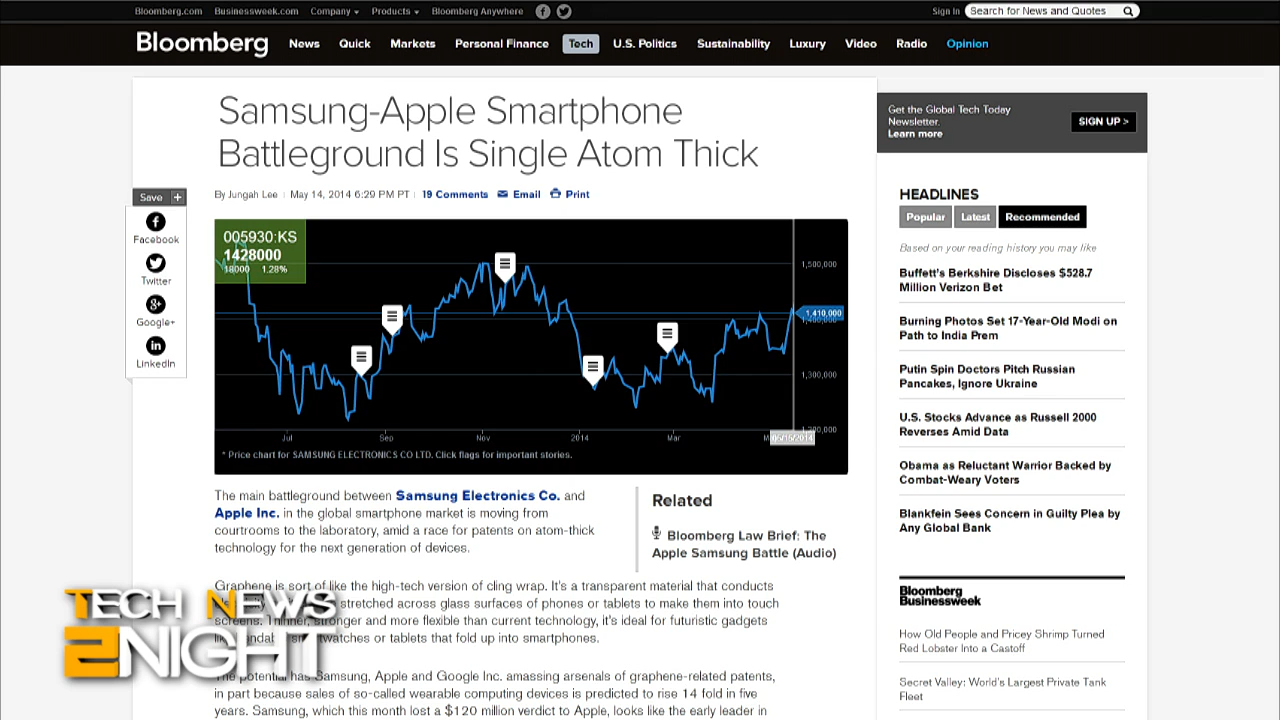 Bloomberg.com Businessweek.com Company Products Bloomberg Anywhere
Sign In Search for News and Quotes
Bloomberg News Quick Markets Personal Finance Tech U.S. Politics Sustainability Luxury Video Radio Opinion
Samsung-Apple Smartphone
Battleground Is Single Atom Thick
By Jungah Lee May 14, 2014 6:29 PM PT 19 Comments Email Print
Save +
Facebook
Twitter
Google+
LinkedIn
005930:KS
1428000
18000 1.28%
1,500,000
1,410,000
1,400,000
1,300,000
1,200,000
Jul Sep Nov 2014 Mar 05/15/2014
* Price chart for SAMSUNG ELECTRONICS CO LTD. Click flags for important stories.
The main battleground between Samsung Electronics Co. and
Apple Inc. in the global smartphone market is moving from
courtrooms to the laboratory, amid a race for patents on atom-thick
technology for the next generation of devices.
Related
Bloomberg Law Brief: The
Apple Samsung Battle (Audio)
Graphene is sort of like the high-tech version of cling wrap. It's a transparent material that conducts
stretched across glass surfaces of phones or tablets to make them into touch
screens. Thinner, stronger and more flexible than current technology, it's ideal for futuristic gadgets
watches or tablets that fold up into smartphones.
The potential has Samsung, Apple and Google Inc. amassing arsenals of graphene-related patents,
in part because sales of so-called wearable computing devices is predicted to rise 14 fold in five
years. Samsung, which this month lost a $120 million verdict to Apple, looks like the early leader in
TECH NEWS
2NIGHT
Get the Global Tech Today
Newsletter.
Learn more
SIGN UP >
HEADLINES
Popular Latest Recommended
Based on your reading history you may like
Buffett's Berkshire Discloses $528.7
Million Verizon Bet
Burning Photos Set 17-Year-Old Modi on
Path to India Prem
Putin Spin Doctors Pitch Russian
Pancakes, Ignore Ukraine
U.S. Stocks Advance as Russell 2000
Reverses Amid Data
Obama as Reluctant Warrior Backed by
Combat-Weary Voters
Blankfein Sees Concern in Guilty Plea by
Any Global Bank
Bloomberg
Businessweek
How Old People and Pricey Shrimp Turned
Red Lobster Into a Castoff
Secret Valley: World's Largest Private Tank
Fleet